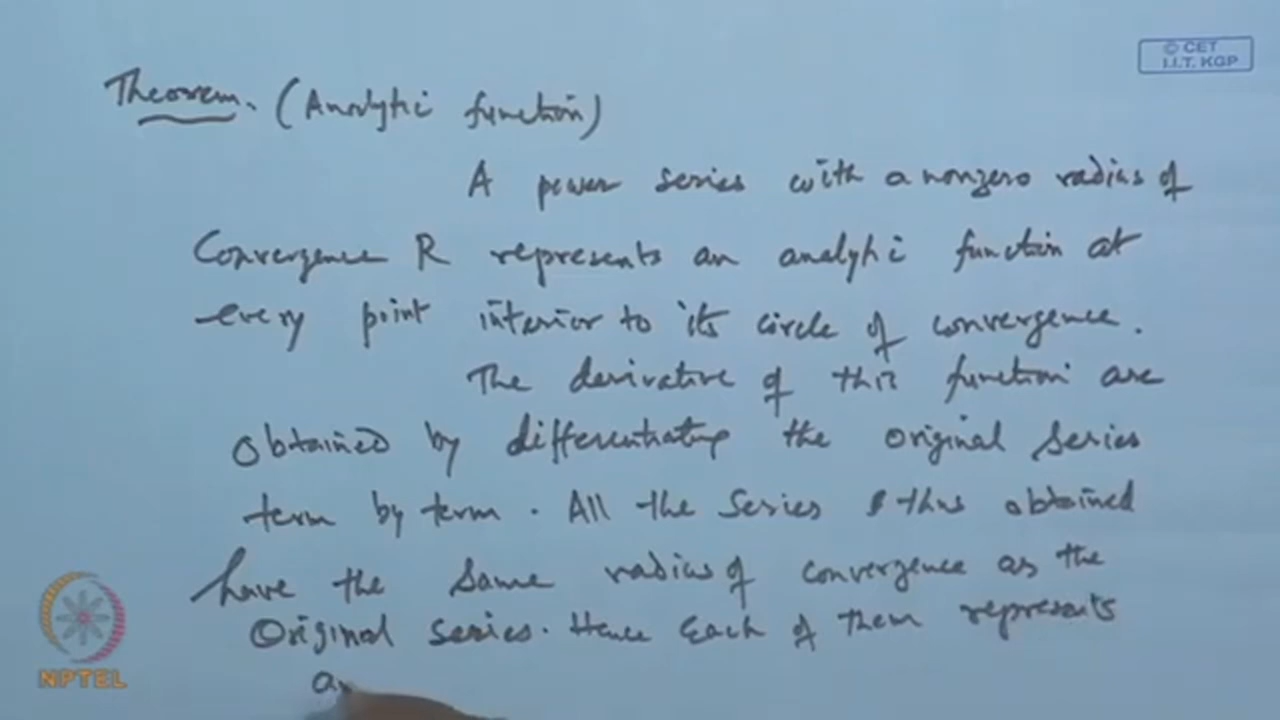 © CET
I.I.T. KGP
Theorem. (Analytic function)
A power series with a nonzero radius of
Convergence R represents an analytic function at
every point interior to its circle of convergence.
The derivative of this function are
obtained by differentiating the original series
term by term. All the series thus obtained
have the same radius of convergence as the
Original series. Hence each of them represents
an
NPTEL